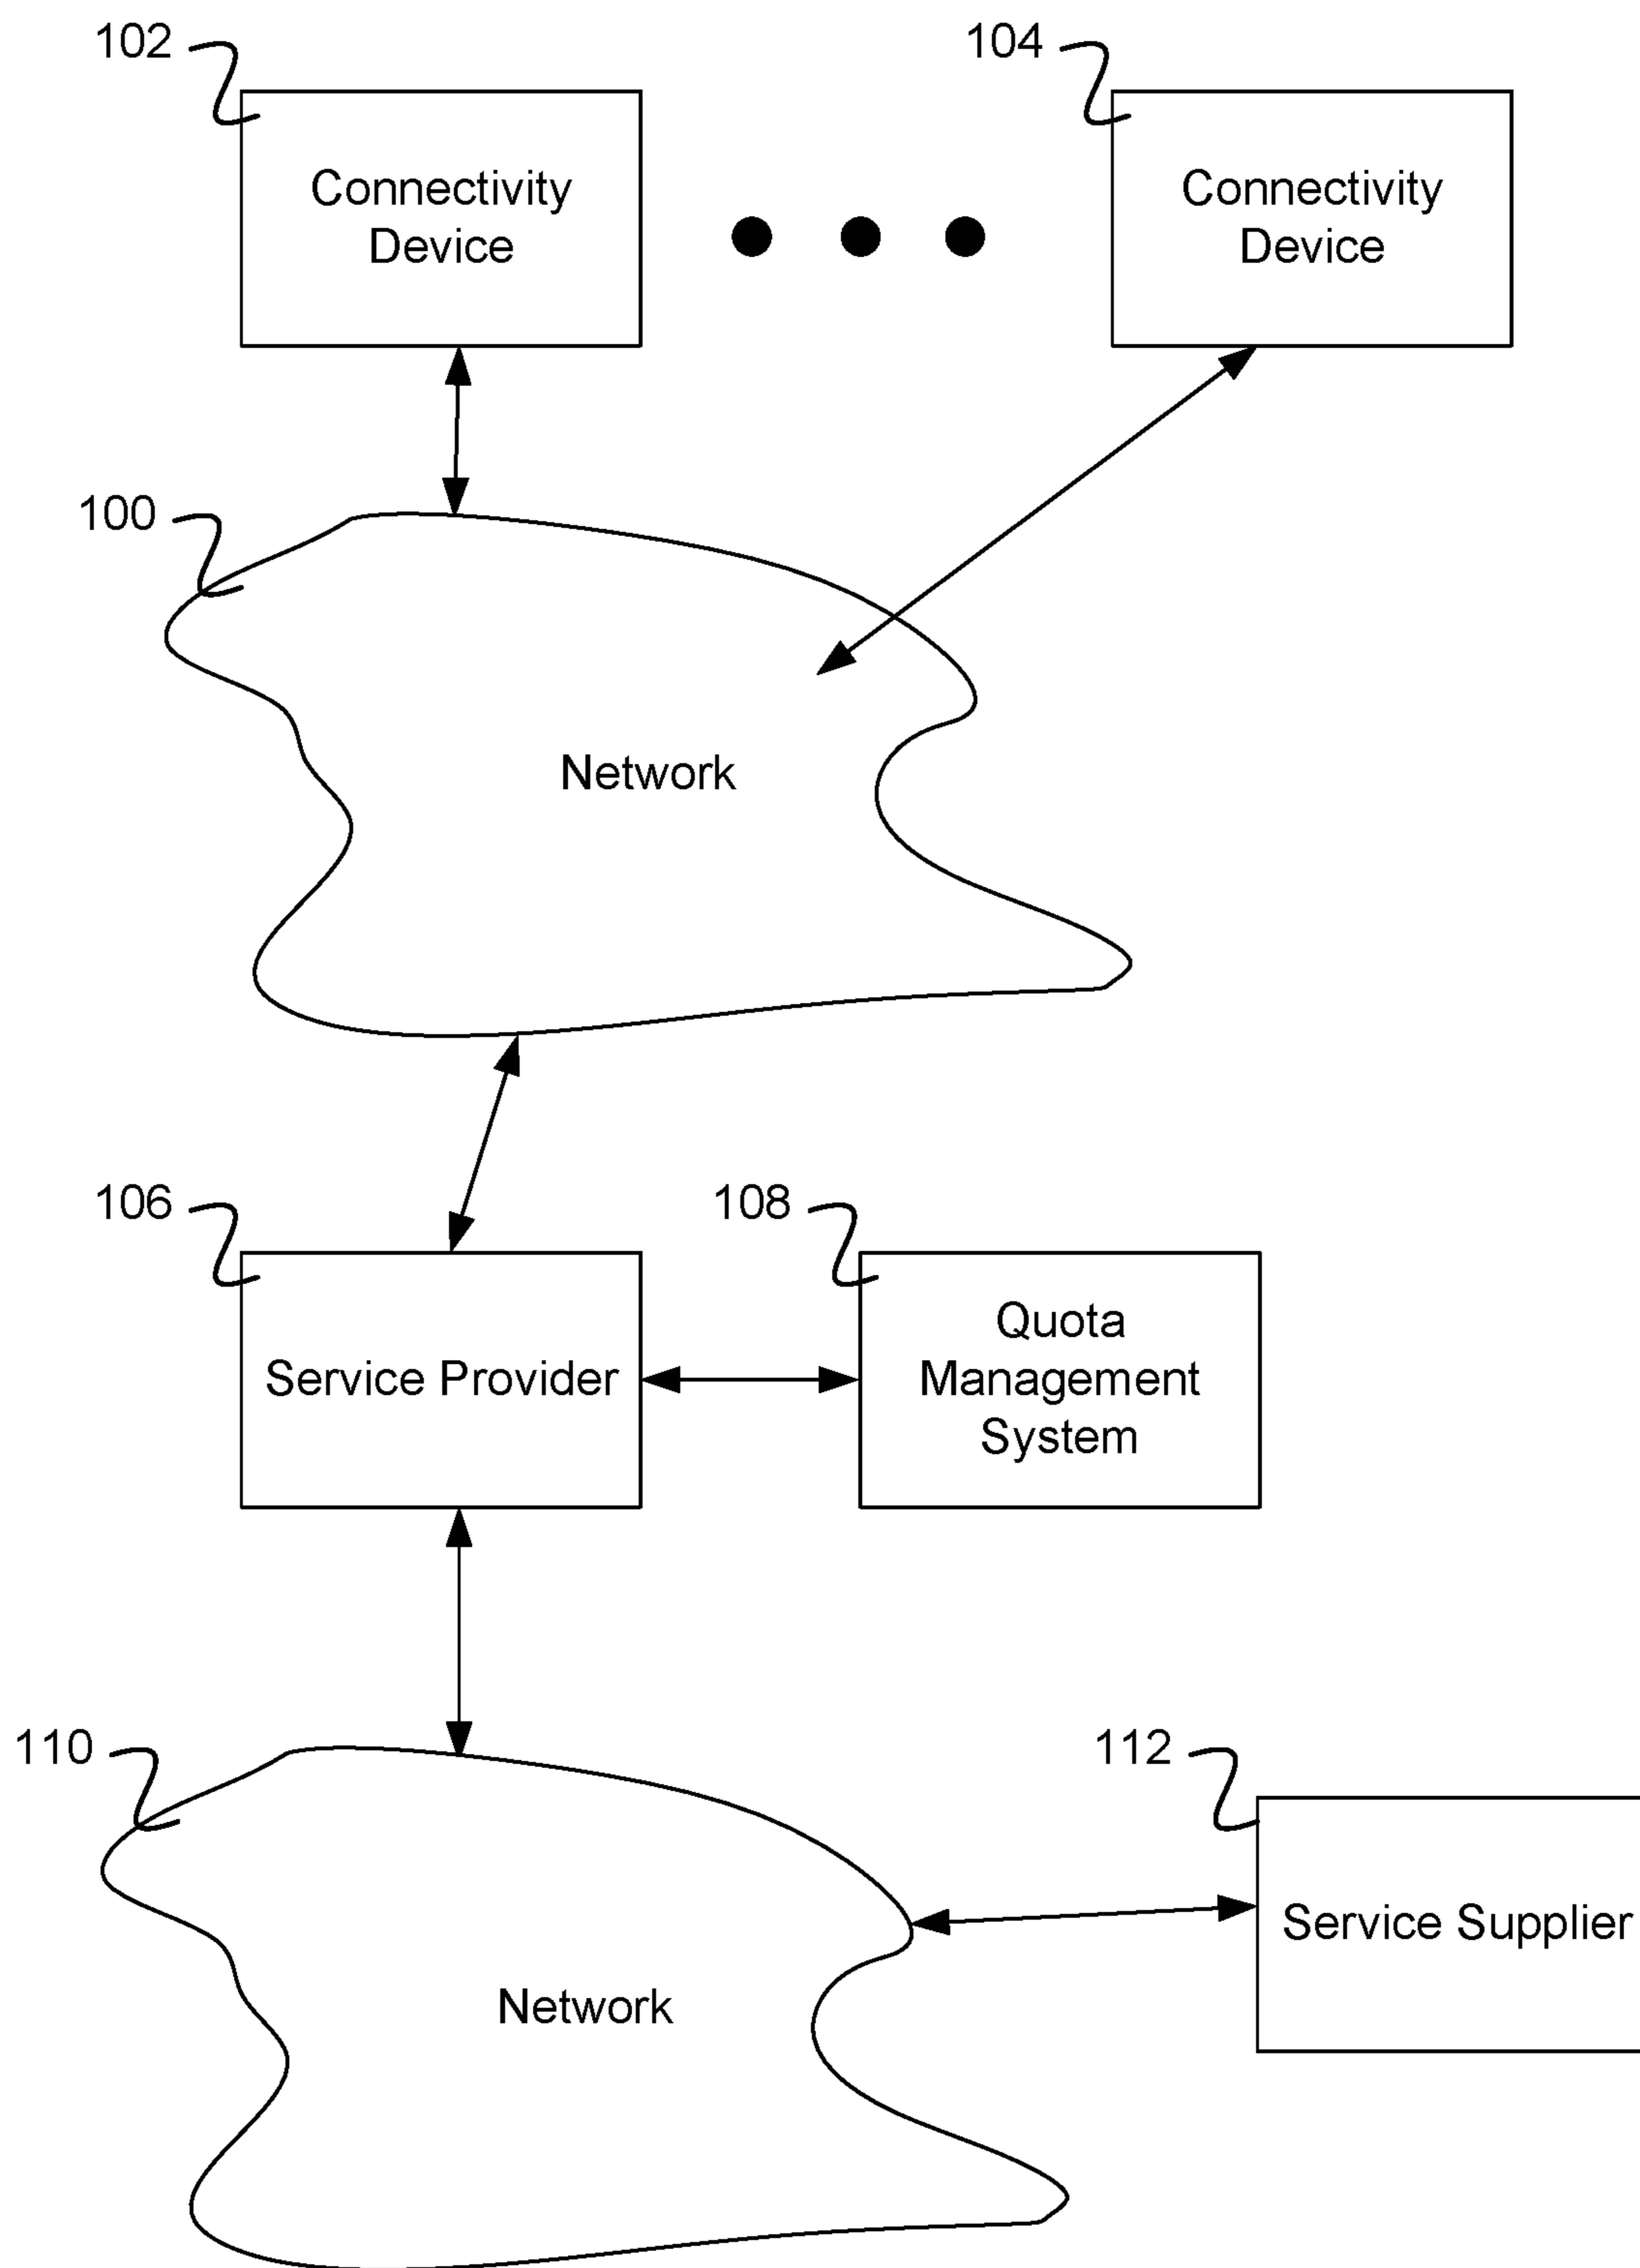 102
104
Connectivity
Device
Connectivity
Device
100
Network
106
108
Service Provider
Quota
Management
System
110
112
Service Supplier
Network